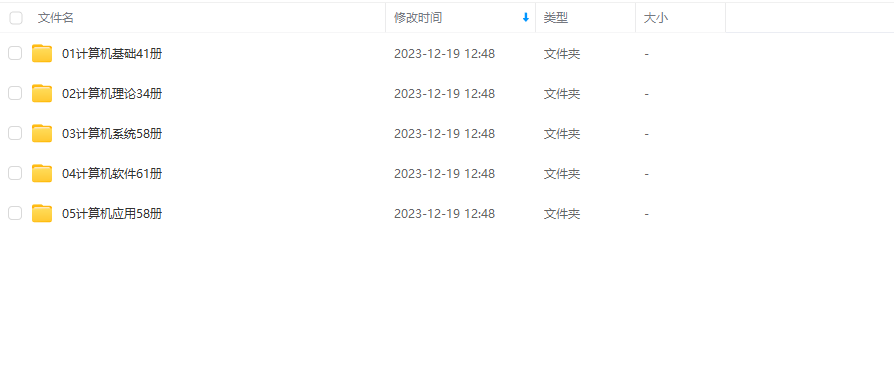 文件名 修改时间 类型 大小
01计算机基础41册 2023-12-19 12:48 文件夹 -
02计算机理论34册 2023-12-19 12:48 文件夹 -
03计算机系统58册 2023-12-19 12:48 文件夹 -
04计算机软件61册 2023-12-19 12:48 文件夹 -
05计算机应用58册 2023-12-19 12:48 文件夹 -